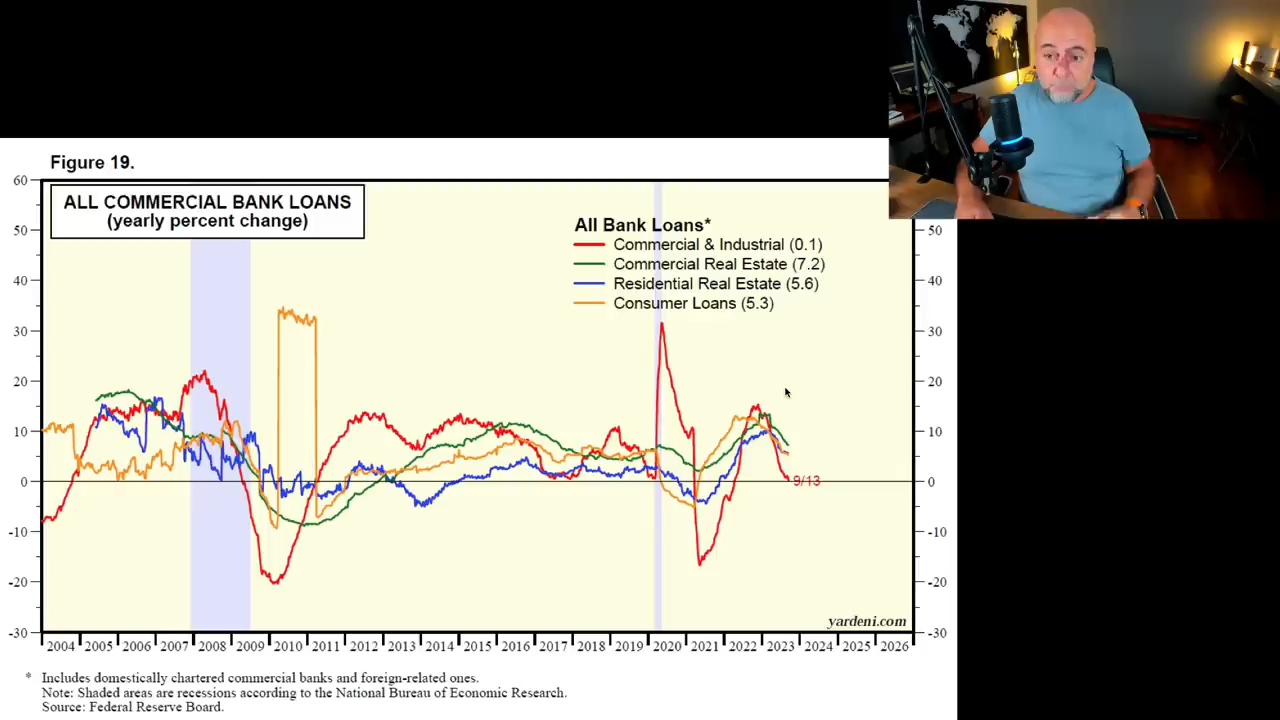 Figure 19.
ALL COMMERCIAL BANK LOANS
(yearly percent change)
All Bank Loans*
Commercial & Industrial (0.1)
Commercial Real Estate (7.2)
Residential Real Estate (5.6)
Consumer Loans (5.3)
60
50 50
40 40
30 30
20 20
10 10
0 0
-10 -10
-20 -20
-30 -30
9/13
yardeni.com
2004 2005 2006 2007 2008 2009 2010 2011 2012 2013 2014 2015 2016 2017 2018 2019 2020 2021 2022 2023 2024 2025 2026
* Includes domestically chartered commercial banks and foreign-related ones.
Note: Shaded areas are recessions according to the National Bureau of Economic Research.
Source: Federal Reserve Board.